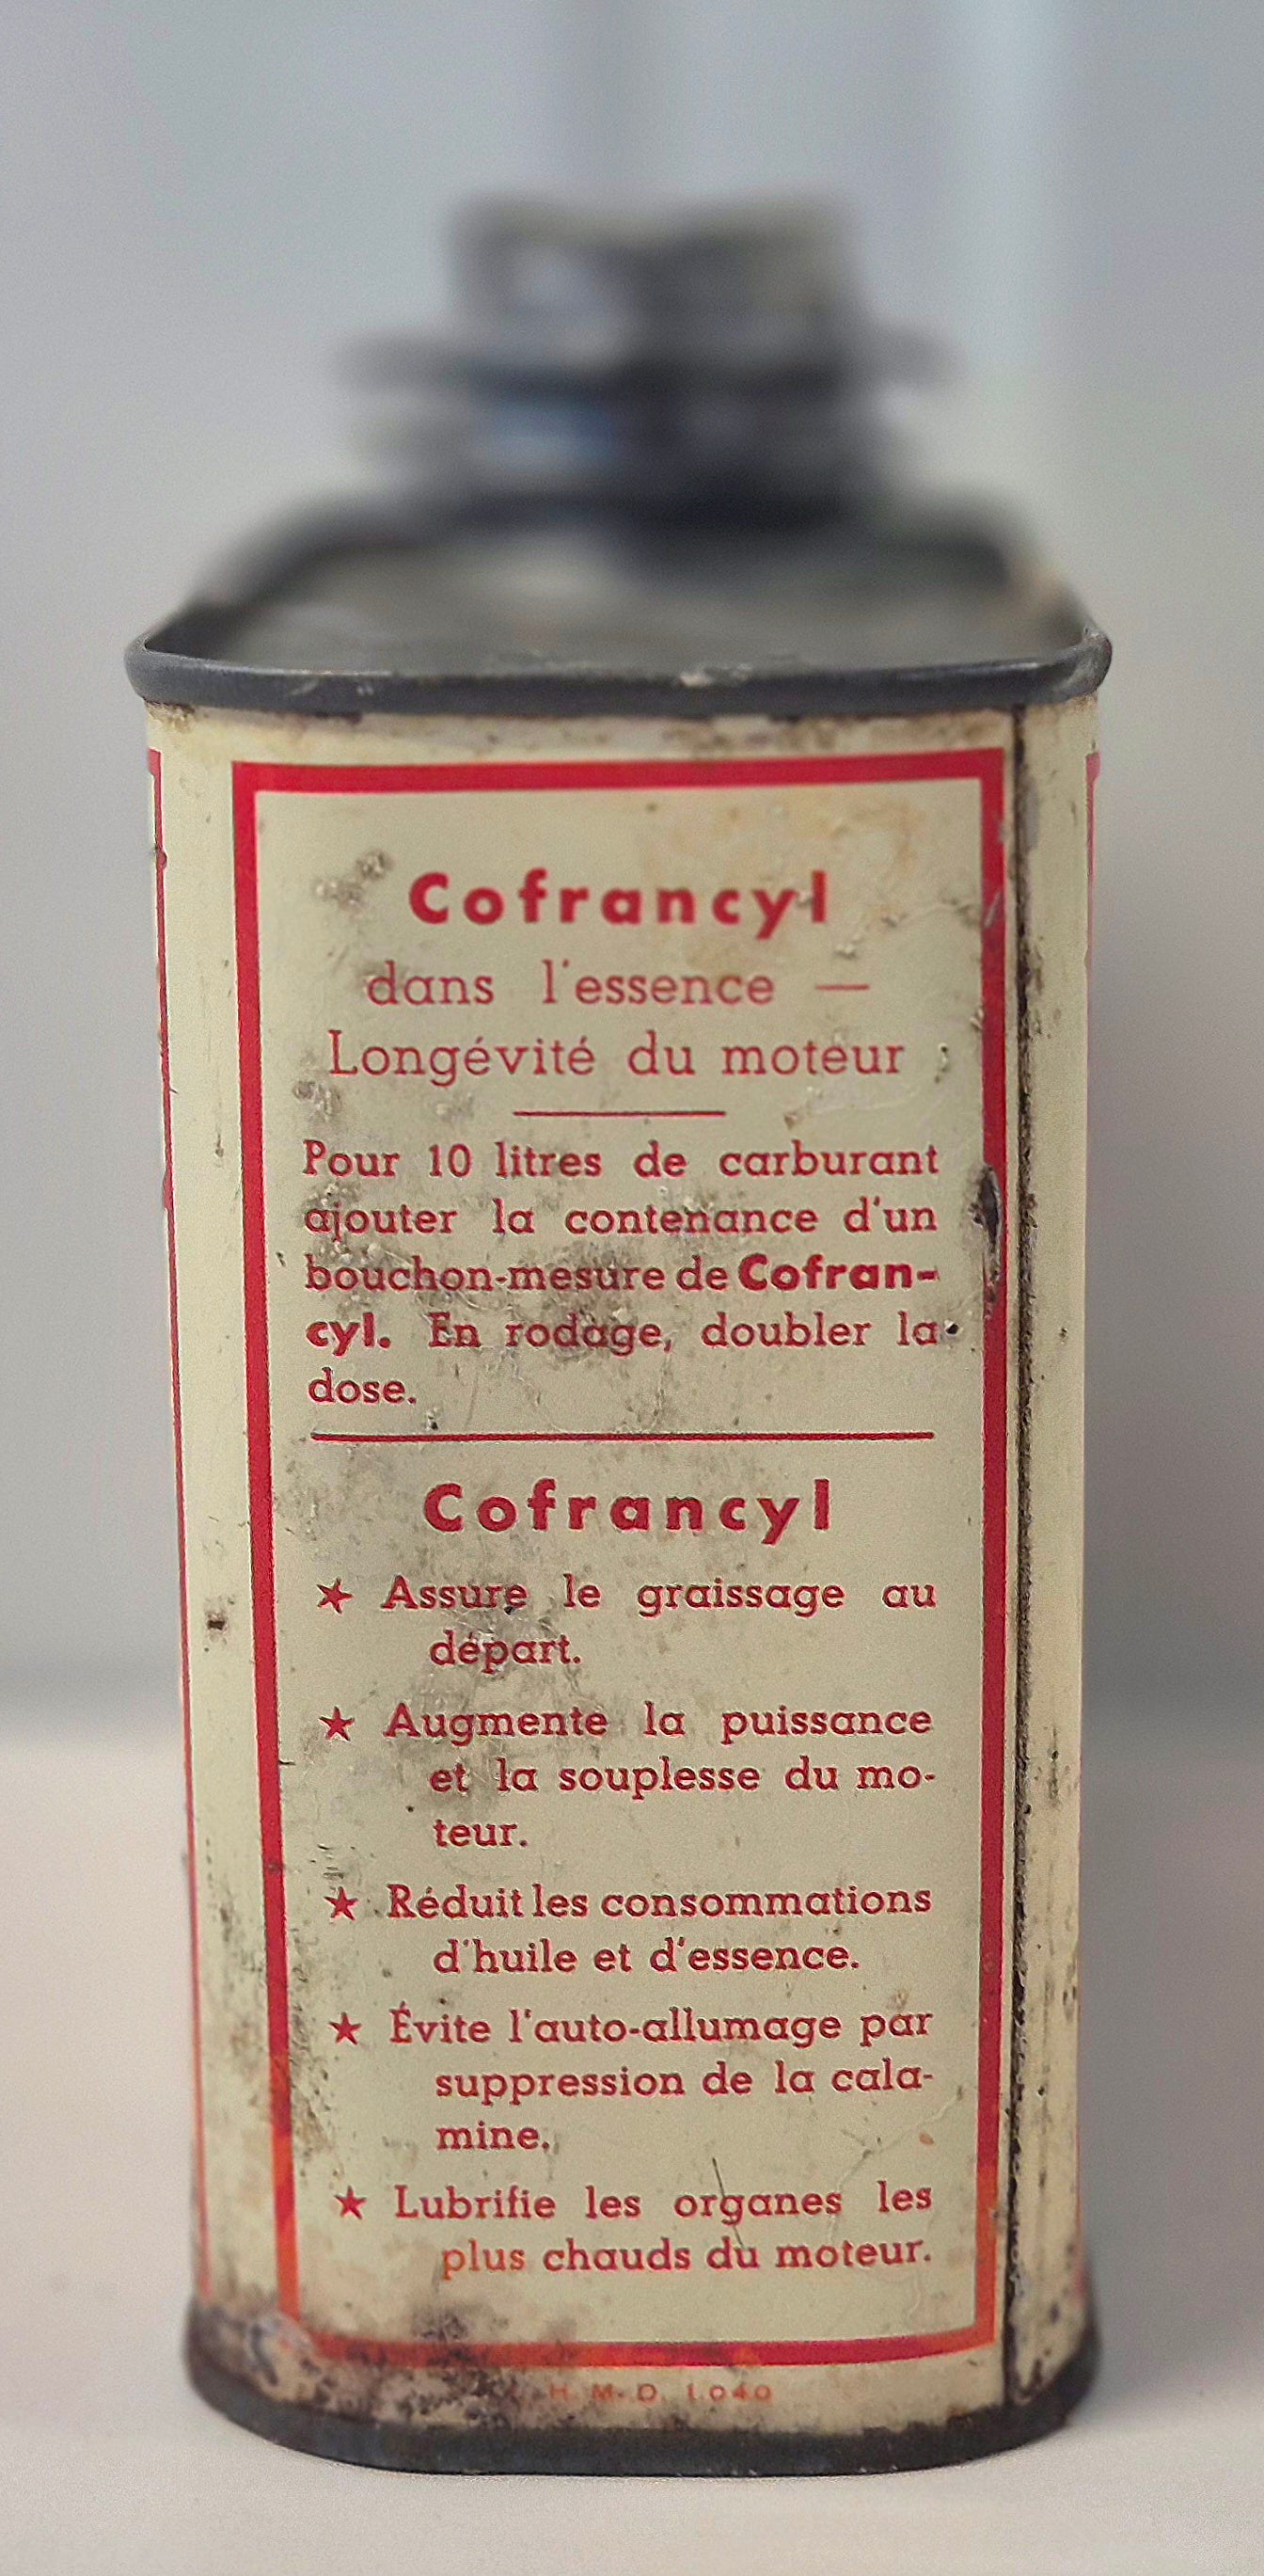 Cofrancyl
dans l'essence —
Longévité du moteur
Pour 10 litres de carburant
ajouter la contenance d'un
bouchon-mesure de Cofran-
cyl. En rodage, doubler la
dose.
Cofrancyl
★ Assure le graissage au
départ.
★ Augmente la puissance
et la souplesse du mo-
teur.
★ Réduit les consommations
d'huile et d'essence.
★ Évite l'auto-allumage par
suppression de la cala-
mine.
★ Lubrifie les organes les
plus chauds du moteur.
H. M. D. 1.040